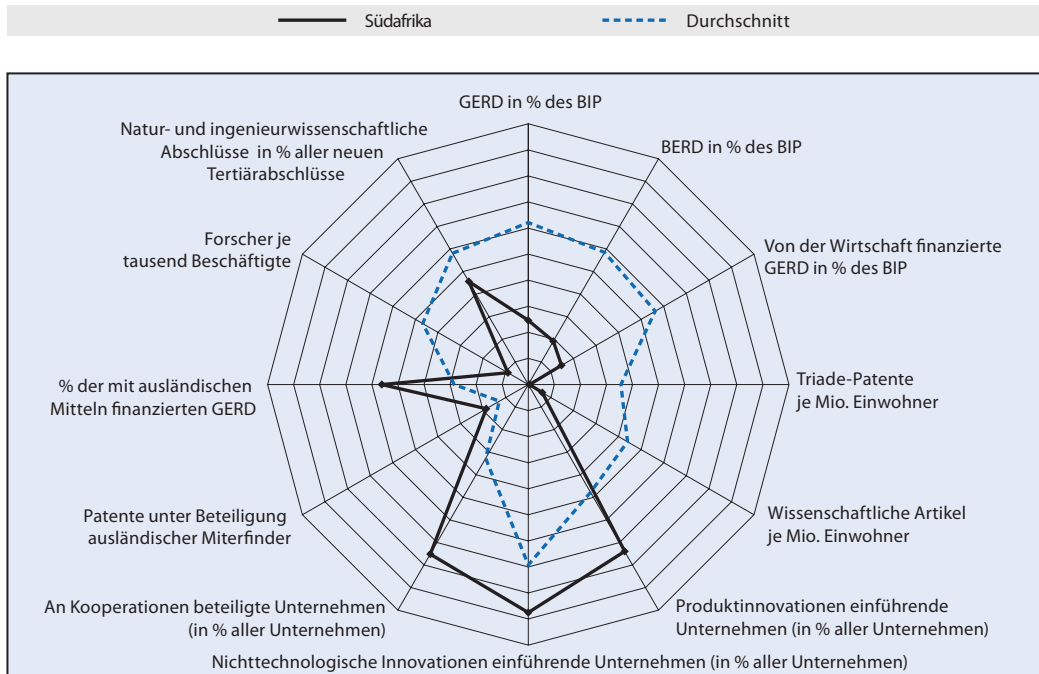 Südafrika
Durchschnitt
GERD in % des BIP
Natur- und ingenieurwissenschaftliche
Abschlüsse in % aller neuen
Tertiärabschlüsse
BERD in % des BIP
Forscher je
tausend Beschäftigte
Von der Wirtschaft finanzierte
GERD in % des BIP
% der mit ausländischen
Mitteln finanzierten GERD
Triade-Patente
je Mio. Einwohner
Patente unter Beteiligung
ausländischer Miterfinder
Wissenschaftliche Artikel
je Mio. Einwohner
An Kooperationen beteiligte Unternehmen
(in % aller Unternehmen)
Produktinnovationen einführende
Unternehmen (in % aller Unternehmen)
Nichttechnologische Innovationen einführende Unternehmen (in % aller Unternehmen)